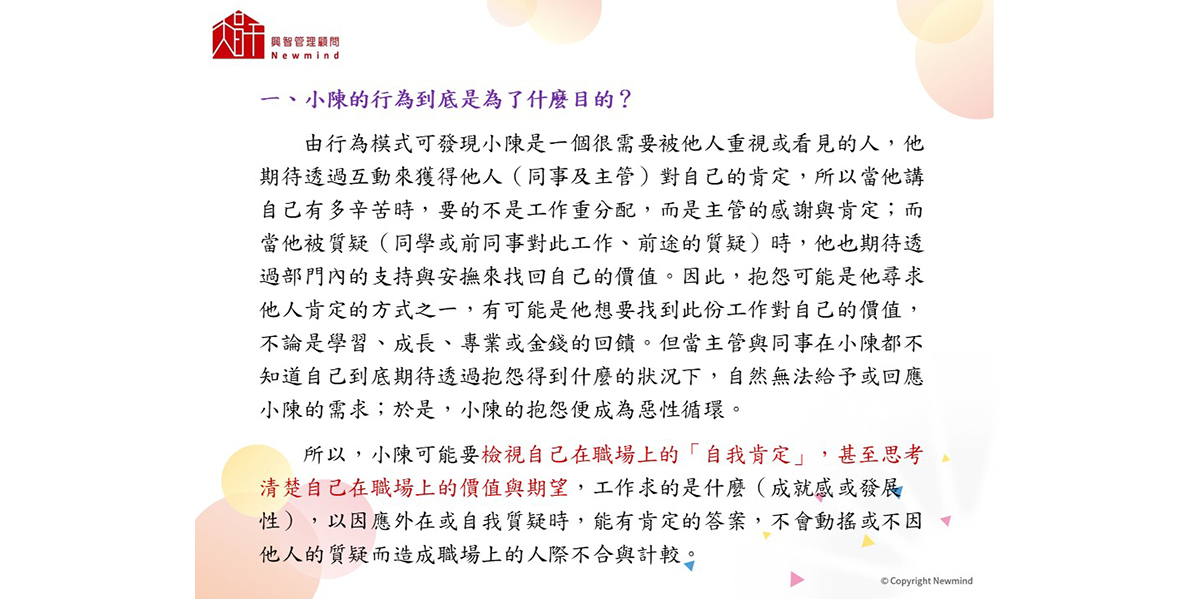 興智管理顧問
Newmind
一、小陳的行為到底是為了什麼目的？
由行為模式可發現小陳是一個很需要被他人重視或看見的人，他
期待透過互動來獲得他人（同事及主管）對自己的肯定，所以當他講
自己有多辛苦時，要的不是工作重分配，而是主管的感謝與肯定；而
當他被質疑（同學或前同事對此工作、前途的質疑）時，他也期待透
過部門內的支持與安撫來找回自己的價值。因此，抱怨可能是他尋求
他人肯定的方式之一，有可能是他想要找到此份工作對自己的價值，
不論是學習、成長、專業或金錢的回饋。但當主管與同事在小陳都不
知道自己到底期待透過抱怨得到什麼的狀況下，自然無法給予或回應
小陳的需求；於是，小陳的抱怨便成為惡性循環。
所以，小陳可能要檢視自己在職場上的「自我肯定」，甚至思考
清楚自己在職場上的價值與期望，工作求的是什麼（成就感或發展
性），以因應外在或自我質疑時，能有肯定的答案，不會動搖或不因
他人的質疑而造成職場上的人際不合與計較。
© Copyright Newmind